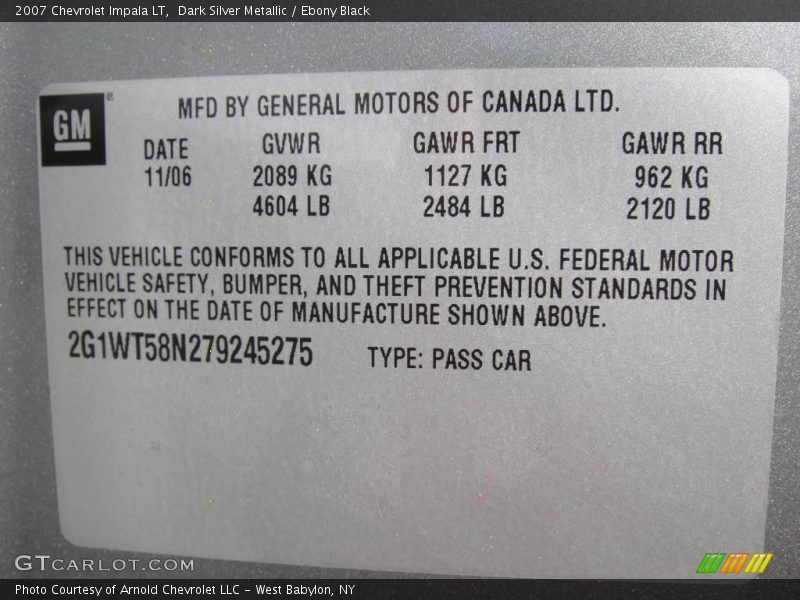 2007 Chevrolet Impala LT,  Dark Silver Metallic / Ebony Black
GM
MFD BY GENERAL MOTORS OF CANADA LTD.
DATE GVWR GAWR FRT GAWR RR
11/06 2089 KG 1127 KG 962 KG
4604 LB 2484 LB 2120 LB
THIS VEHICLE CONFORMS TO ALL APPLICABLE U.S. FEDERAL MOTOR
VEHICLE SAFETY, BUMPER, AND THEFT PREVENTION STANDARDS IN
EFFECT ON THE DATE OF MANUFACTURE SHOWN ABOVE.
2G1WT58N279245275 TYPE: PASS CAR
GTCARLOT.COM
Photo Courtesy of Arnold Chevrolet LLC - West Babylon, NY